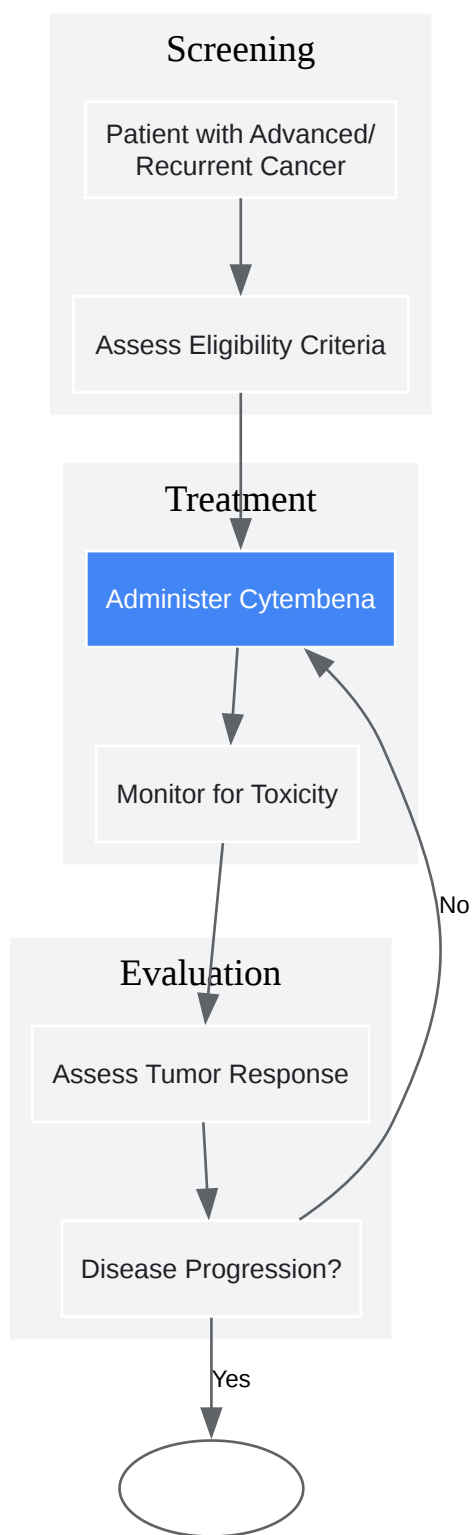 Screening
Patient with Advanced/
Recurrent Cancer
Assess Eligibility Criteria
Treatment
Administer Cytembena
Monitor for Toxicity
No
Evaluation
Assess Tumor Response
Disease Progression?
Yes